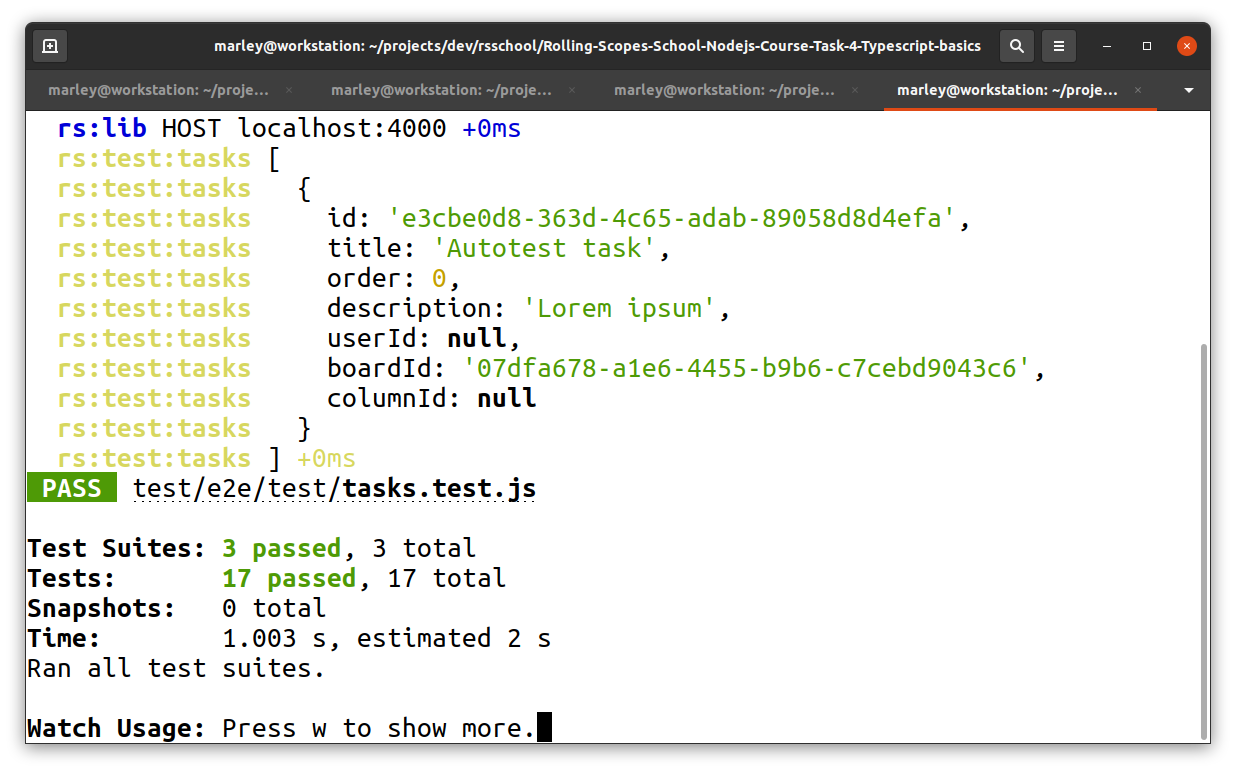 marley@workstation: ~/projects/dev/rsschool/Rolling-Scopes-School-Nodejs-Course-Task-4-Typescript-basics
marley@workstation: ~/proje... × marley@workstation: ~/proje... × marley@workstation: ~/proje... × marley@workstation: ~/proje... ×
rs:lib HOST localhost:4000 +0ms
rs:test:tasks [
rs:test:tasks   {
rs:test:tasks     id: 'e3cbe0d8-363d-4c65-adab-89058d8d4efa',
rs:test:tasks     title: 'Autotest task',
rs:test:tasks     order: 0,
rs:test:tasks     description: 'Lorem ipsum',
rs:test:tasks     userId: null,
rs:test:tasks     boardId: '07dfa678-a1e6-4455-b9b6-c7cebd9043c6',
rs:test:tasks     columnId: null
rs:test:tasks   }
rs:test:tasks ] +0ms
PASS test/e2e/test/tasks.test.js
Test Suites: 3 passed, 3 total
Tests: 17 passed, 17 total
Snapshots: 0 total
Time: 1.003 s, estimated 2 s
Ran all test suites.
Watch Usage: Press w to show more.